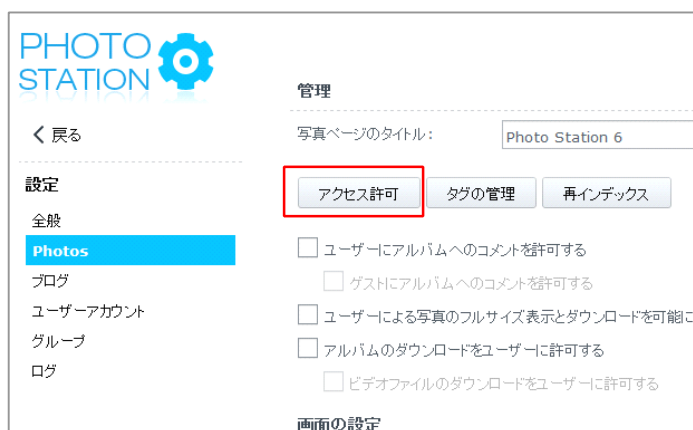 PHOTO
STATION
戻る
設定
全般
Photos
ブログ
ユーザーアカウント
グループ
ログ
管理
写真ページのタイトル: Photo Station 6
アクセス許可 タグの管理 再インデックス
ユーザーにアルバムへのコメントを許可する
ゲストにアルバムへのコメントを許可する
ユーザーによる写真のフルサイズ表示とダウンロードを可能に
アルバムのダウンロードをユーザーに許可する
ビデオファイルのダウンロードをユーザーに許可する
画面の設定